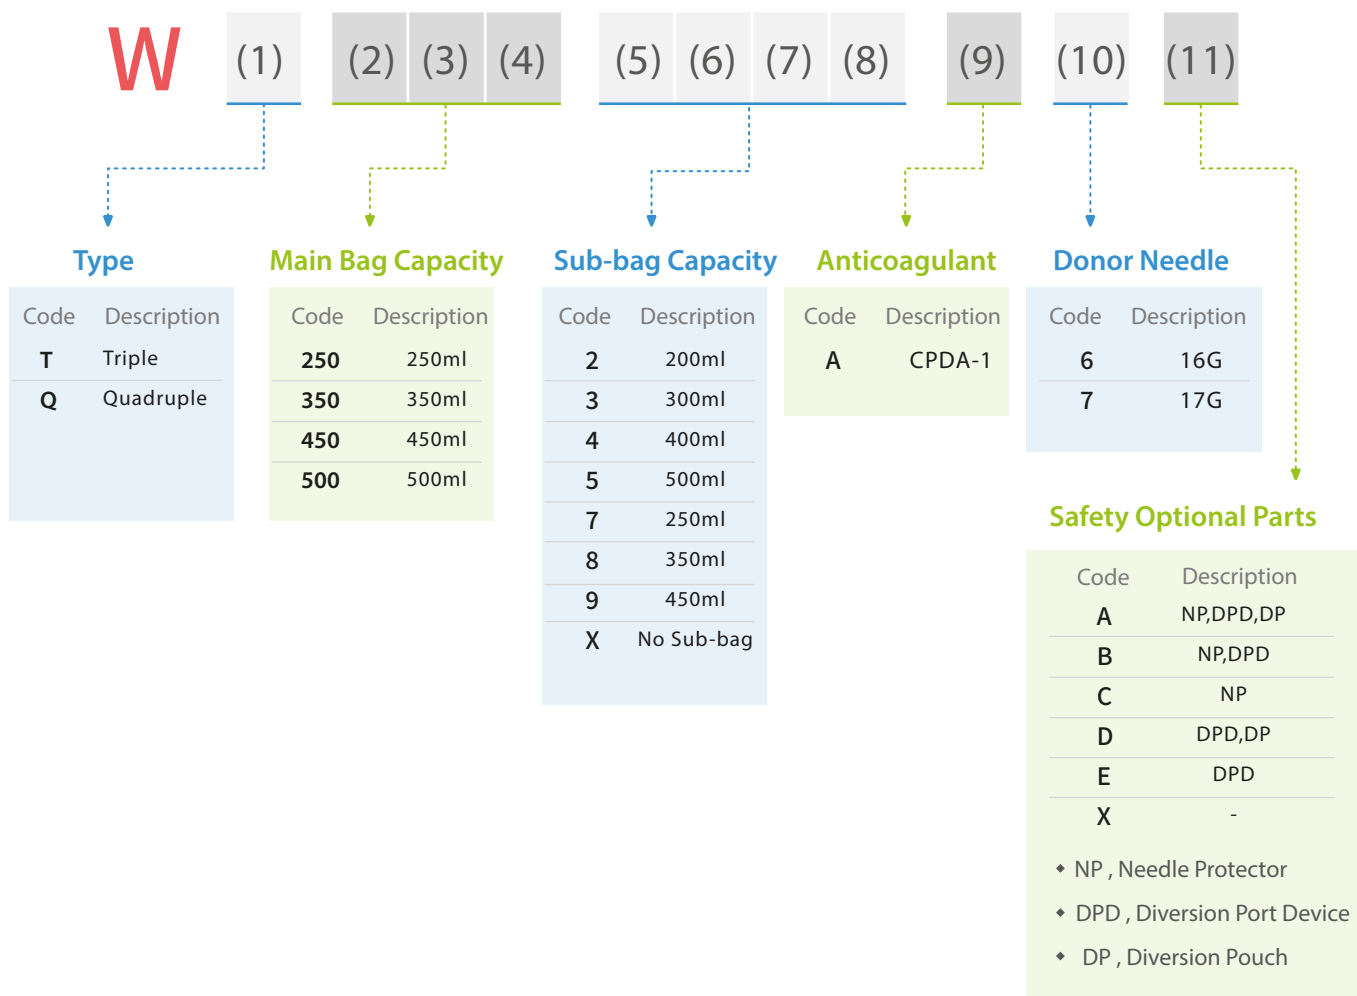 W (1) (2) (3) (4) (5) (6) (7) (8) (9) (10) (11)
Type
Code Description
T Triple
Q Quadruple
Main Bag Capacity
Code Description
250 250ml
350 350ml
450 450ml
500 500ml
Sub-bag Capacity
Code Description
2 200ml
3 300ml
4 400ml
5 500ml
7 250ml
8 350ml
9 450ml
X No Sub-bag
Anticoagulant
Code Description
A CPDA-1
Donor Needle
Code Description
6 16G
7 17G
Safety Optional Parts
Code Description
A NP,DPD,DP
B NP,DPD
C NP
D DPD,DP
E DPD
X -
◆ NP , Needle Protector
◆ DPD , Diversion Port Device
◆ DP , Diversion Pouch